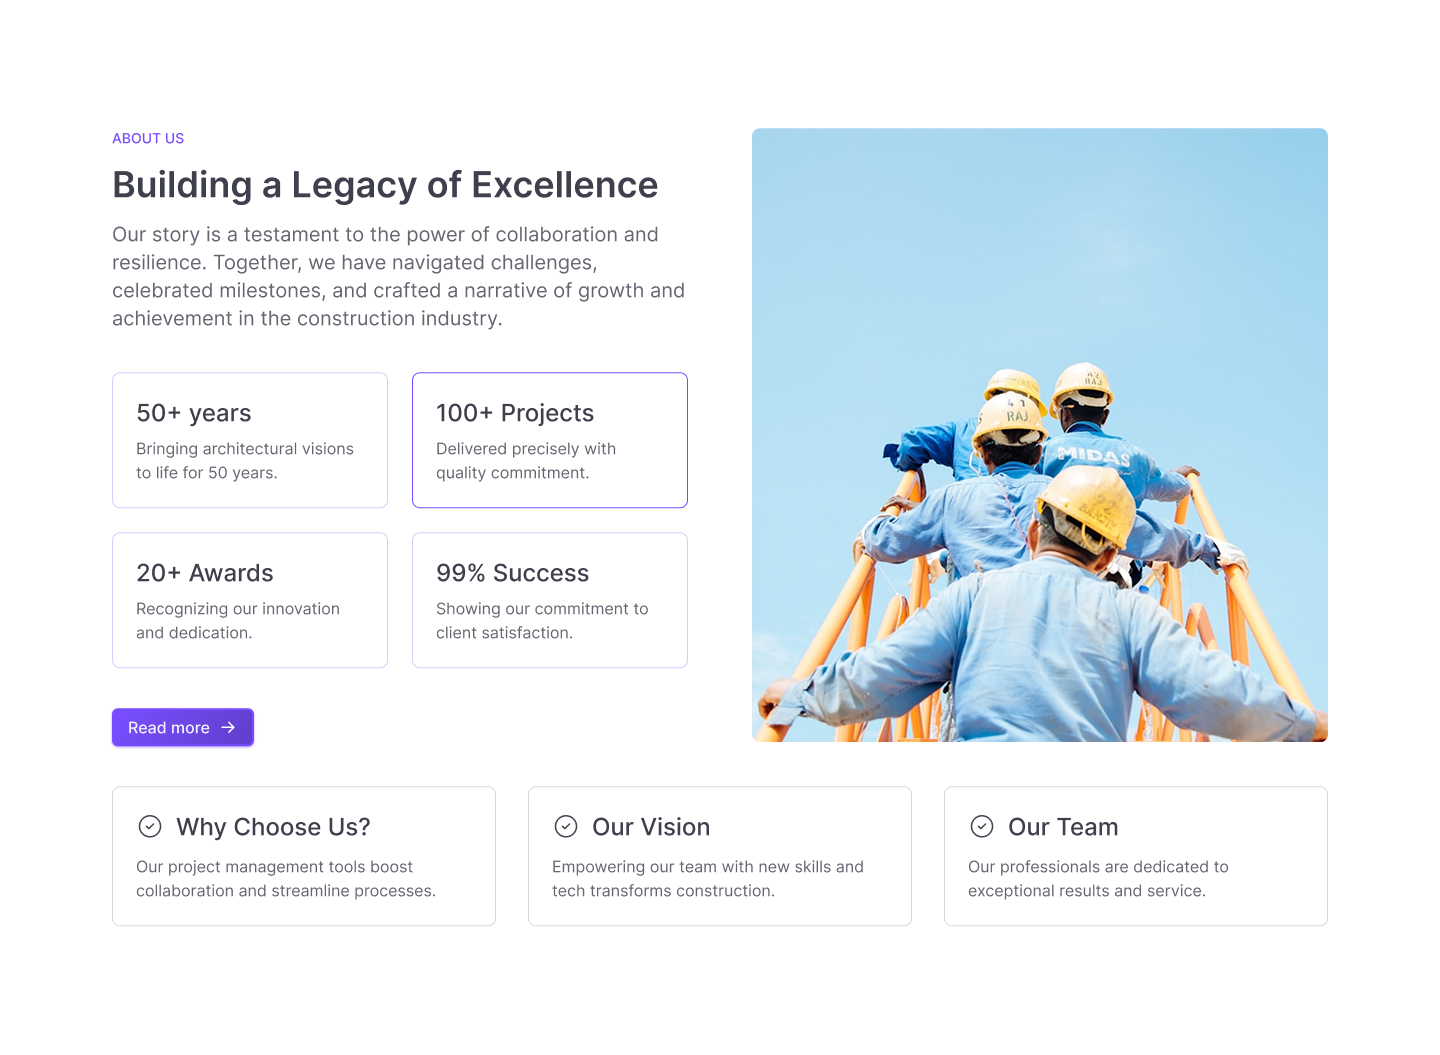 ABOUT US
Building a Legacy of Excellence
Our story is a testament to the power of collaboration and
resilience. Together, we have navigated challenges,
celebrated milestones, and crafted a narrative of growth and
achievement in the construction industry.
50+ years
Bringing architectural visions
to life for 50 years.
100+ Projects
Delivered precisely with
quality commitment.
20+ Awards
Recognizing our innovation
and dedication.
99% Success
Showing our commitment to
client satisfaction.
Read more
42
RAJ
41
RAJ
MIDAS
2
Why Choose Us?
Our project management tools boost
collaboration and streamline processes.
Our Vision
Empowering our team with new skills and
tech transforms construction.
Our Team
Our professionals are dedicated to
exceptional results and service.